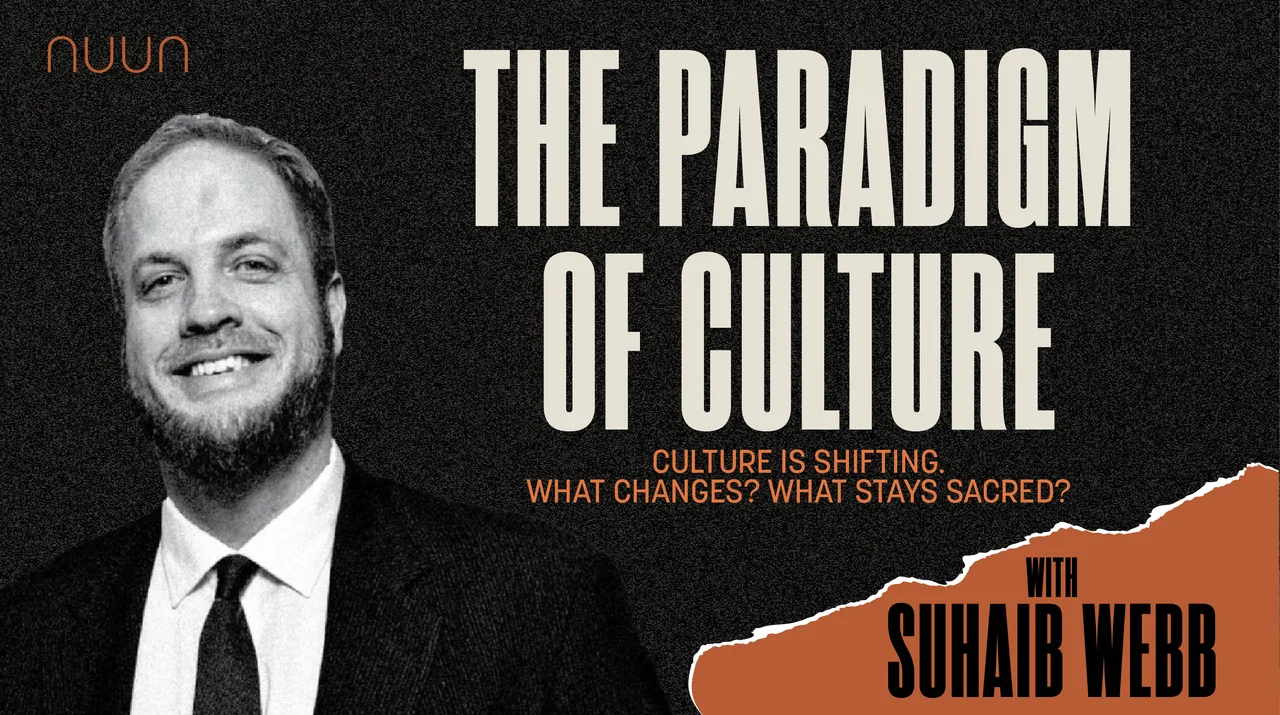 nuun
THE PARADIGM
OF CULTURE
CULTURE IS SHIFTING.
WHAT CHANGES? WHAT STAYS SACRED?
WITH
SUHAIB WEBB